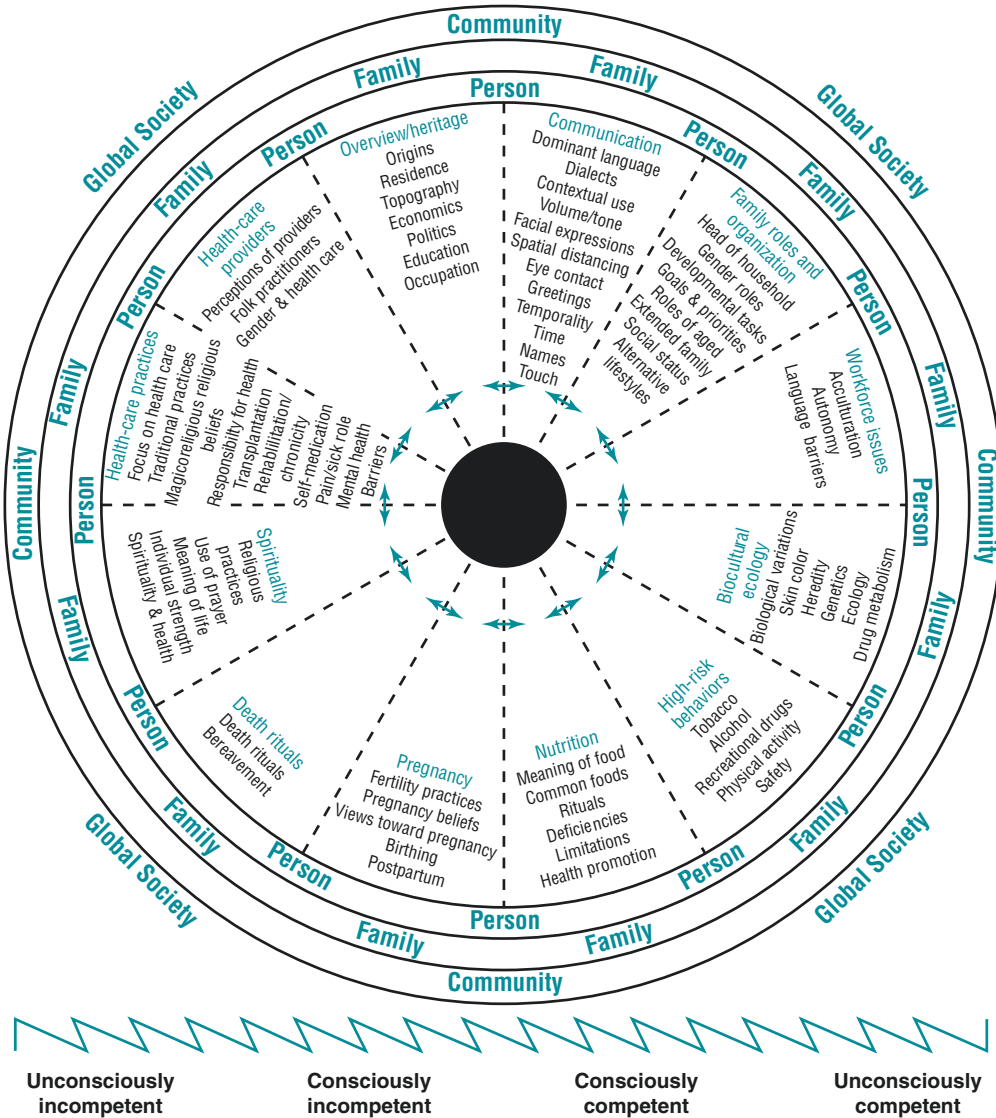 Community
Family
Family
Person
Global Society
Global Society
Person
Person
Family
Family
Person
Person
Family
Family
Community
Community
Person
Person
Family
Family
Person
Person
Family
Family
Person
Person
Global Society
Global Society
Person
Family
Family
Community
Overview/heritage
Origins
Residence
Topography
Economics
Politics
Education
Occupation
Communication
Dominant language
Dialects
Contextual use
Volume/tone
Facial expressions
Spatial distancing
Eye contact
Greetings
Temporality
Time
Names
Touch
Family roles and
organization
Head of household
Gender roles
Developmental tasks
Goals & priorities
Roles of aged
Extended family
Social status
Alternative
lifestyles
Workforce issues
Acculturation
Autonomy
Language barriers
Biocultural
ecology
Biological variations
Skin color
Heredity
Genetics
Ecology
Drug metabolism
High-risk
behaviors
Tobacco
Alcohol
Recreational drugs
Physical activity
Safety
Nutrition
Meaning of food
Common foods
Rituals
Deficiencies
Limitations
Health promotion
Pregnancy
Fertility practices
Pregnancy beliefs
Views toward pregnancy
Birthing
Postpartum
Death rituals
Death rituals
Bereavement
Spirituality
Religious
practices
Use of prayer
Meaning of life
Individual strength
Spirituality & health
Health-care practices
Focus on health care
Traditional practices
Magicoreligious religious
beliefs
Responsibility for health
Transplantation
Rehabilitation/
chronicity
Self-medication
Pain/sick role
Mental health
Barriers
Health-care
providers
Perceptions of providers
Folk practitioners
Gender & health care
Unconsciously
incompetent
Consciously
incompetent
Consciously
competent
Unconsciously
competent